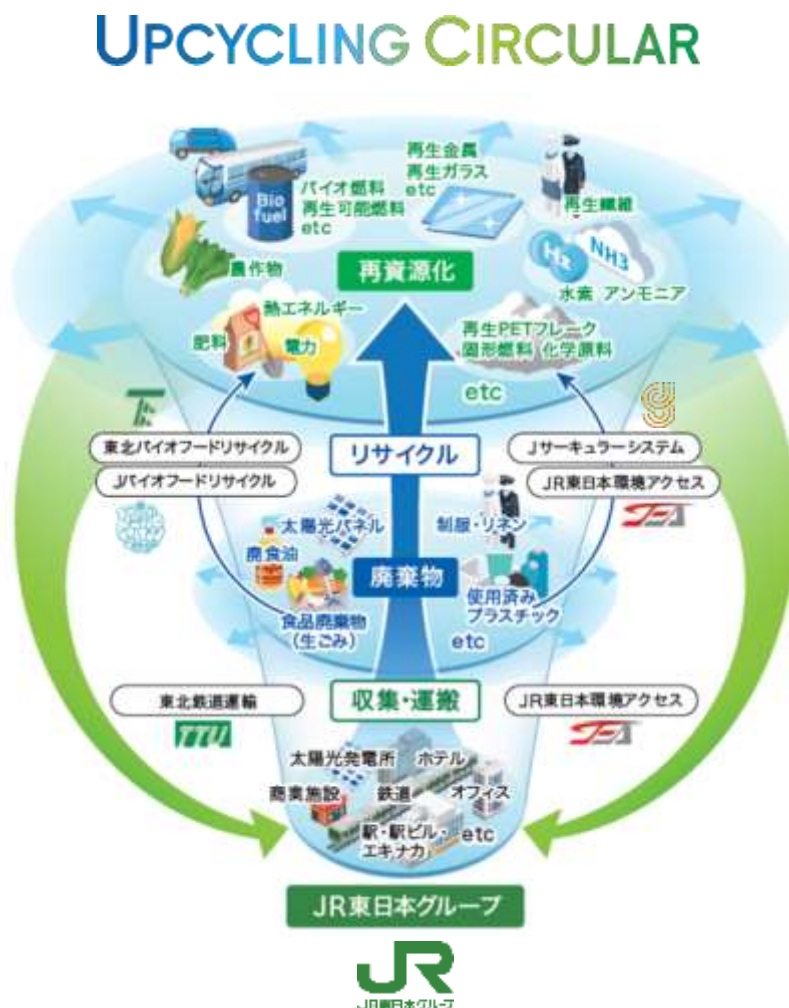 UPCYCLING CIRCULAR
再生金属
再生ガラス
etc
バイオ燃料
再生可能燃料
etc
Bio
fuel
再生繊維
H2
NH3
農作物
再資源化
水素 アンモニア
熱エネルギー
肥料
電力
再生PETフレーク
固形燃料 化学原料
etc
東北バイオフードリサイクル
Jバイオフードリサイクル
リサイクル
Jサーキュラーシステム
JR東日本環境アクセス
太陽光パネル
制服・リネン
廃食油
廃棄物
使用済み
プラスチック
食品廃棄物
(生ごみ)
etc
東北鉄道運輸
TTU
収集・運搬
JR東日本環境アクセス
太陽光発電所
ホテル
商業施設
鉄道
オフィス
駅・駅ビル・
エキナカ
etc
JR東日本グループ
JR
JR東日本グループ